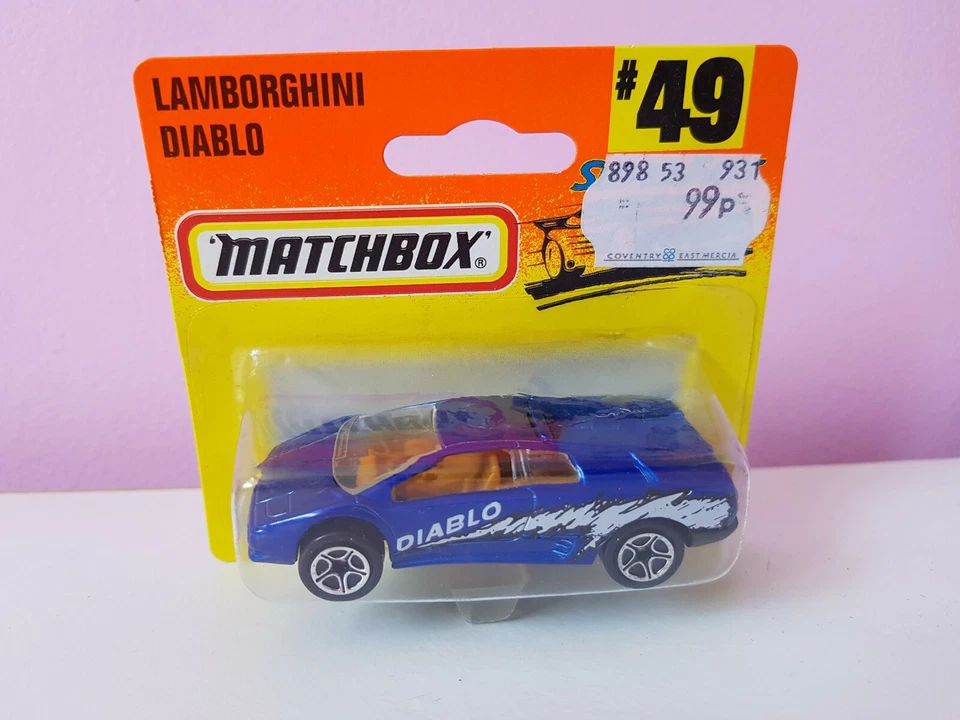 LAMBORGHINI
DIABLO
#49
898 53 931
99p
COVENTRY EAST MERCIA
'MATCHBOX'®
DIABLO